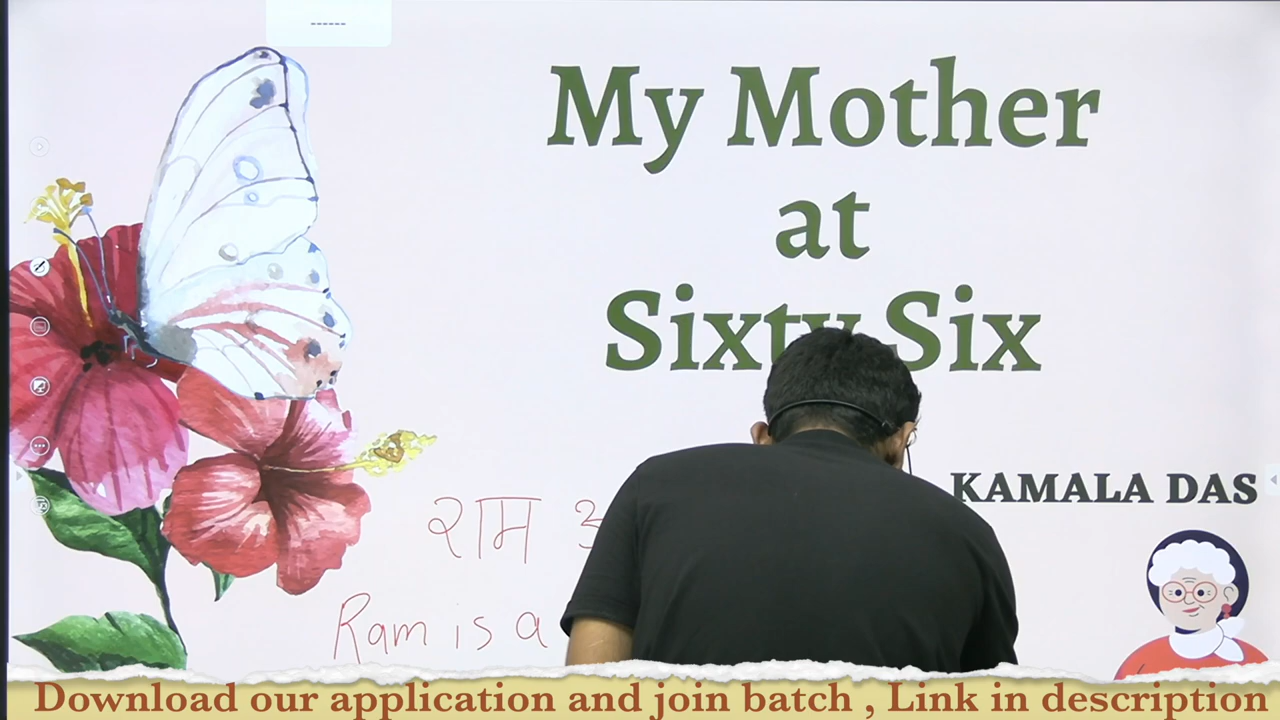 ------
My Mother
at
Sixty Six
KAMALA DAS
राम
Ram is a
Download our application and join batch , Link in description